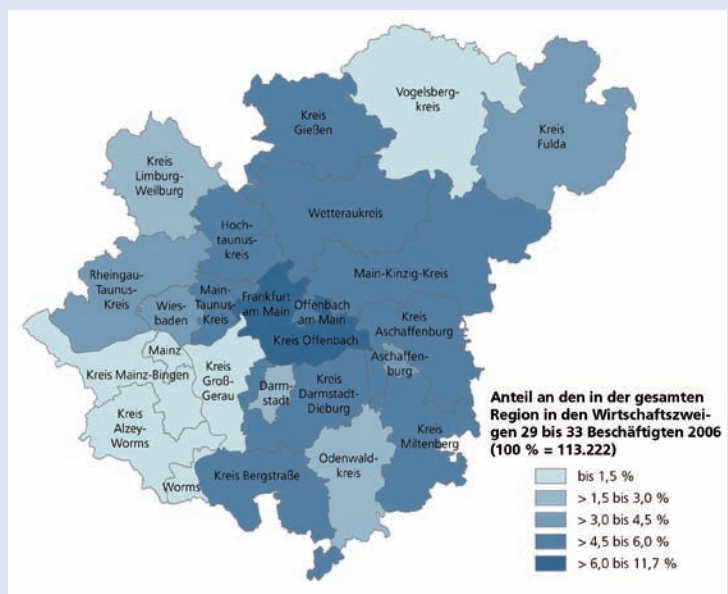 Vogelsberg-
kreis
Kreis
Gießen
Kreis
Fulda
Kreis
Limburg-
Weilburg
Wetteraukreis
Hoch-
taunus-
kreis
Main-Kinzig-Kreis
Rheingau-
Taunus-
Kreis
Main-
Taunus-
Kreis
Frankfurt
am Main
Offenbach
am Main
Wies-
baden
Kreis
Aschaffenburg
Kreis Offenbach
Mainz
Aschaffen-
burg
Kreis Mainz-Bingen
Kreis
Groß-
Gerau
Darm-
stadt
Kreis
Darmstadt-
Dieburg
Kreis
Alzey-
Worms
Kreis
Miltenberg
Odenwald-
kreis
Kreis Bergstraße
Worms
Anteil an den in der gesamten
Region in den Wirtschaftszwei-
gen 29 bis 33 Beschäftigten 2006
(100 % = 113.222)
bis 1,5 %
> 1,5 bis 3,0 %
> 3,0 bis 4,5 %
> 4,5 bis 6,0 %
> 6,0 bis 11,7 %